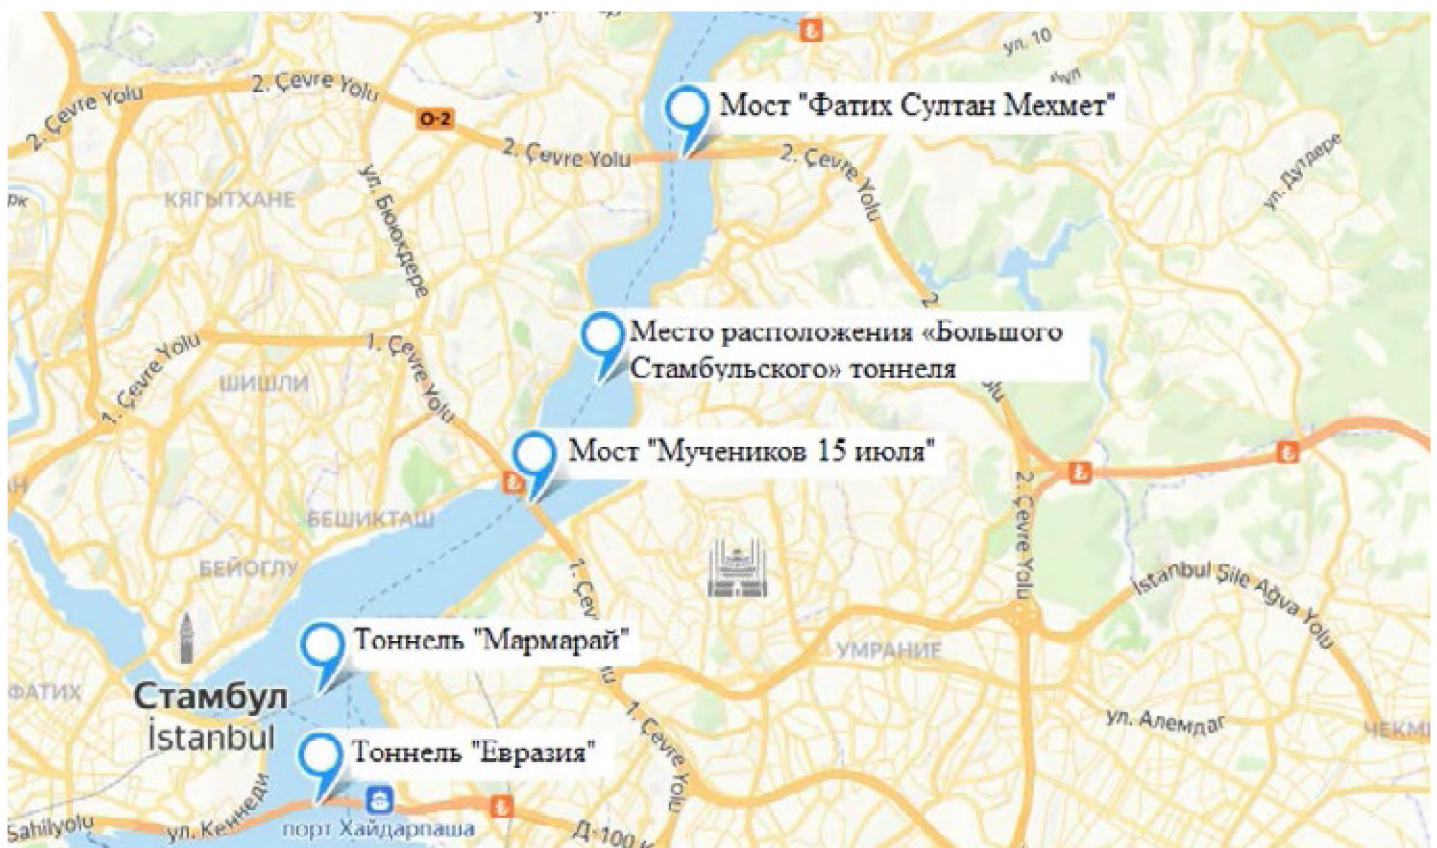 ул. 10
2. Çevre Yolu
2. Çevre Yolu
O-2
Мост "Фатих Султан Мехмет"
2. Çevre Yolu
2. Çevre Yolu
ул. Дутдере
КЯГЫТХАНЕ
ул. Бююкдере
2
Место расположения «Большого
Стамбульского» тоннеля
1. Çevre Yolu
1. Çevre Yolu
ШИШЛИ
Мост "Мучеников 15 июля"
2. Çevre Yolu
БЕШИКТАШ
БЕЙОГЛУ
1. Çev
İstanbul Şile Ağva Yolu
Тоннель "Мармарай"
УМРАНИЕ
ФАТИХ
Стамбул
İstanbul
1. Çevre Yolu
ул. Алемдаг
ЧЕКМ
Тоннель "Евразия"
Sahilyolu
ул. Кеннеди
порт Хайдарпаша
Д-100 К